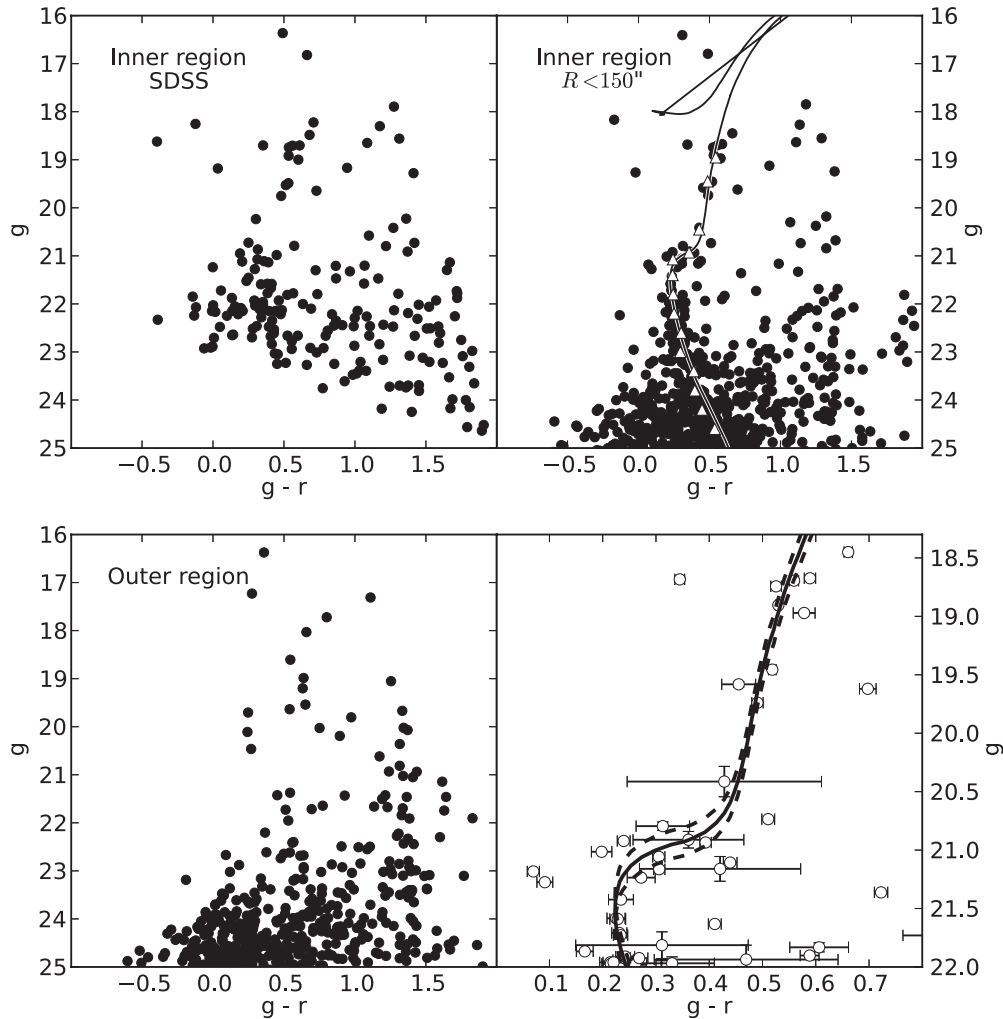 16
17
18
19
20
21
22
23
24
25
g
Inner region
SDSS
−0.5 0.0 0.5 1.0 1.5
g - r
Inner region
R<150"
16
17
18
19
20
21
22
23
24
25
g
−0.5 0.0 0.5 1.0 1.5
g - r
16
17
18
19
20
21
22
23
24
25
g
Outer region
−0.5 0.0 0.5 1.0 1.5
g - r
18.5
19.0
19.5
20.0
20.5
21.0
21.5
22.0
g
0.1 0.2 0.3 0.4 0.5 0.6 0.7
g - r